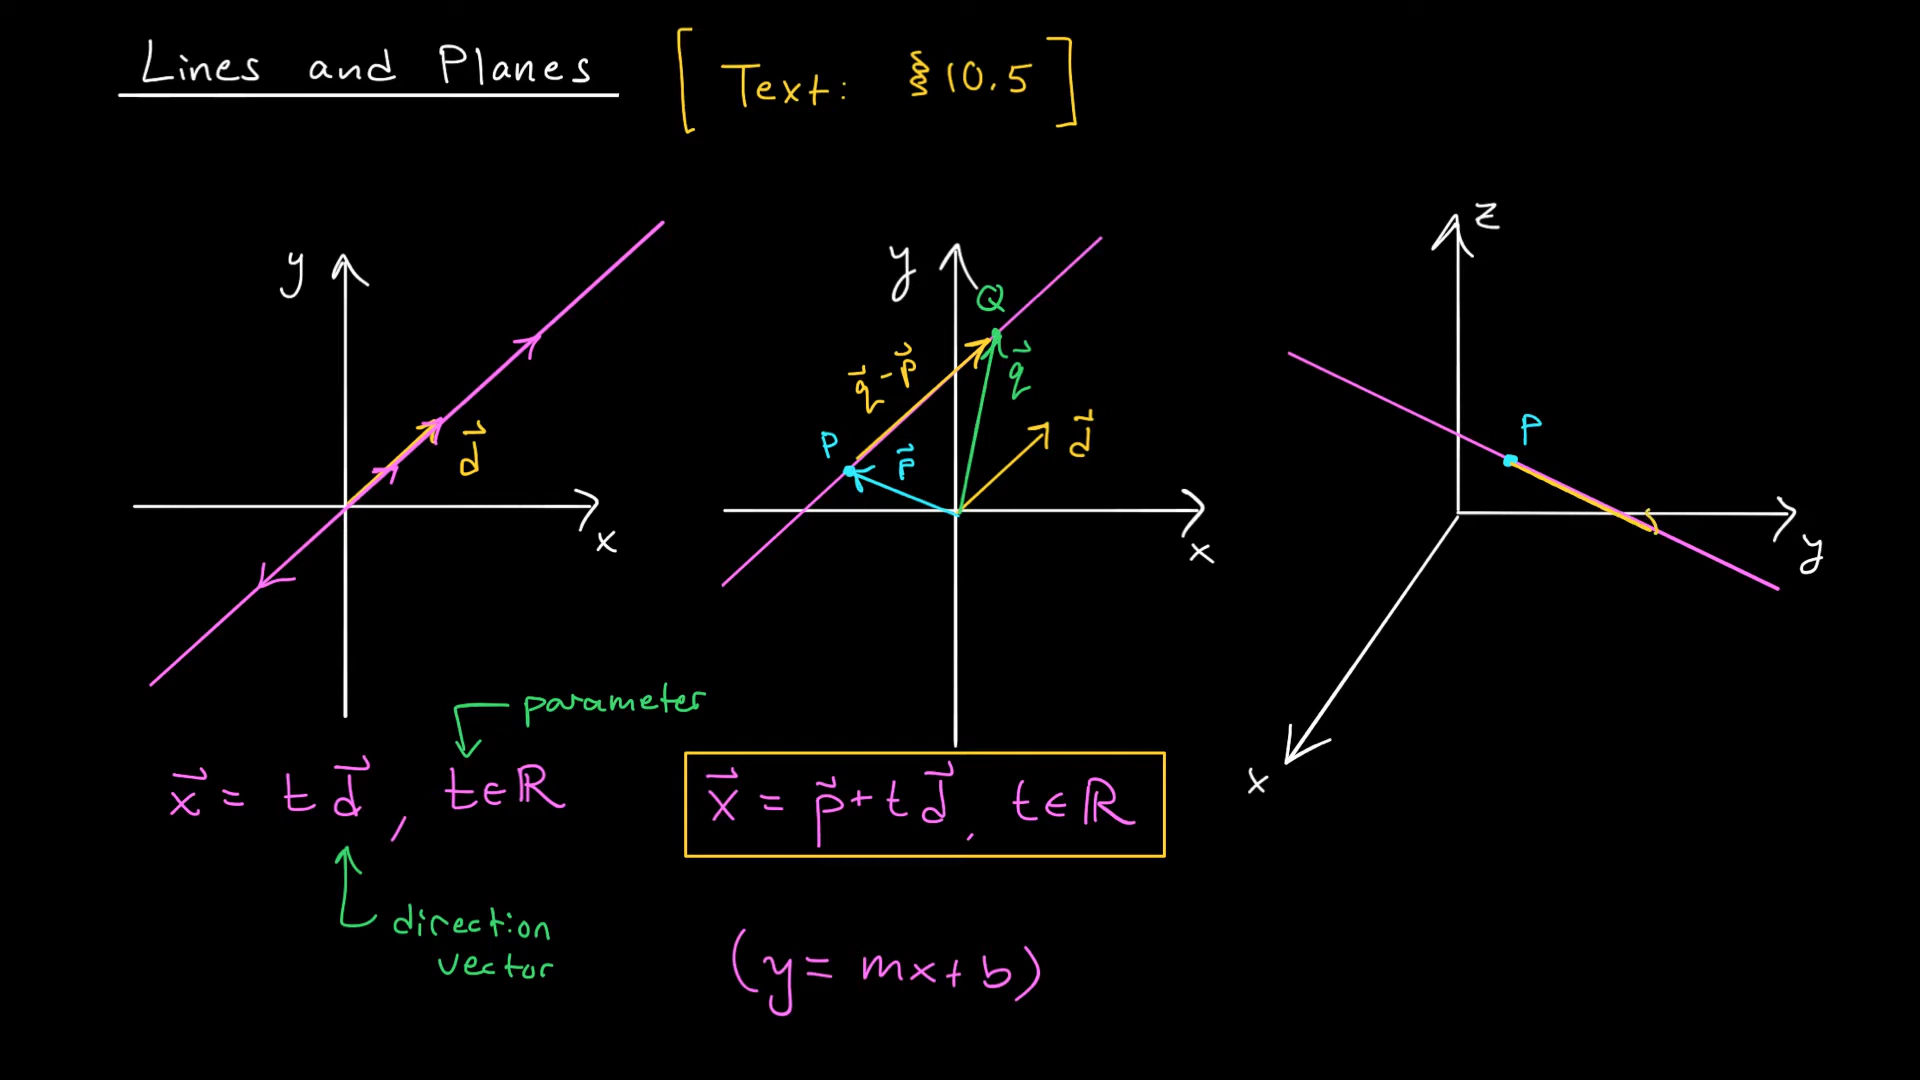 Lines and Planes [Text: §10.5]
y
x
d⃗
y
x
Q
q⃗
q⃗ - p⃗
P
p⃗
d⃗
z
y
x
P
parameter
x⃗ = t d⃗, t∈ℝ
direction
vector
x⃗ = p⃗ + t d⃗, t∈ℝ
(y = mx + b)